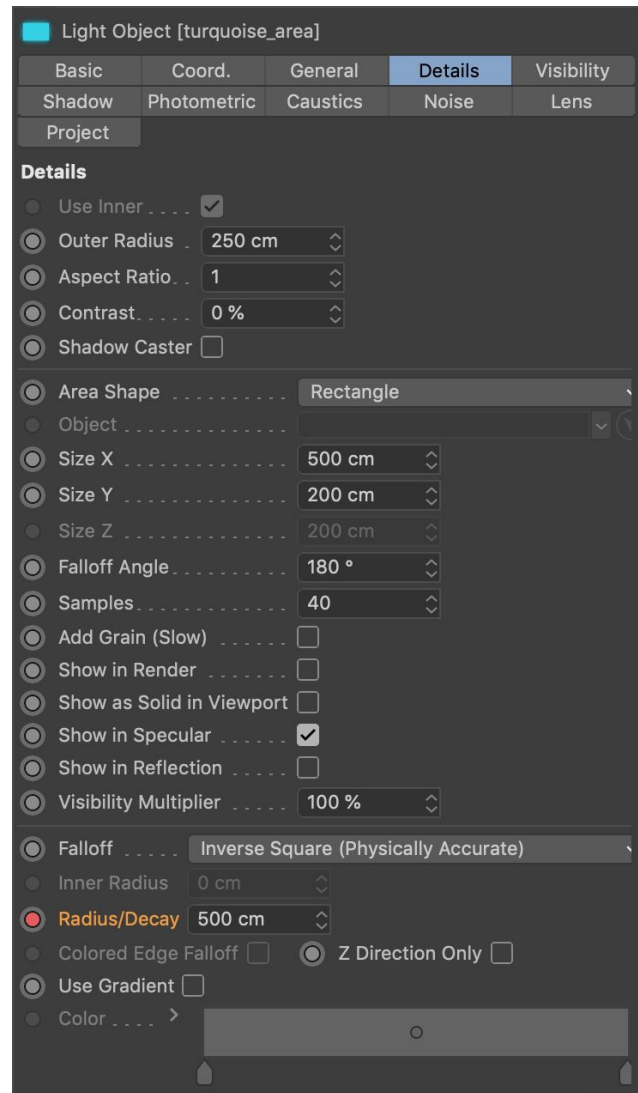 Light Object [turquoise_area]
Basic Coord. General Details Visibility
Shadow Photometric Caustics Noise Lens
Project
Details
Use Inner . . . .
Outer Radius . 250 cm
Aspect Ratio. . 1
Contrast. . . . . 0 %
Shadow Caster
Area Shape . . . . . . . . . . Rectangle
Object . . . . . . . . . . . . . .
Size X . . . . . . . . . . . . . . 500 cm
Size Y . . . . . . . . . . . . . . 200 cm
Size Z . . . . . . . . . . . . . . 200 cm
Falloff Angle . . . . . . . . . . 180 °
Samples. . . . . . . . . . . . . 40
Add Grain (Slow) . . . . . .
Show in Render . . . . . . .
Show as Solid in Viewport
Show in Specular . . . . . .
Show in Reflection . . . . .
Visibility Multiplier . . . . . 100 %
Falloff . . . . . Inverse Square (Physically Accurate)
Inner Radius 0 cm
Radius/Decay 500 cm
Colored Edge Falloff Z Direction Only
Use Gradient
Color . . . . >